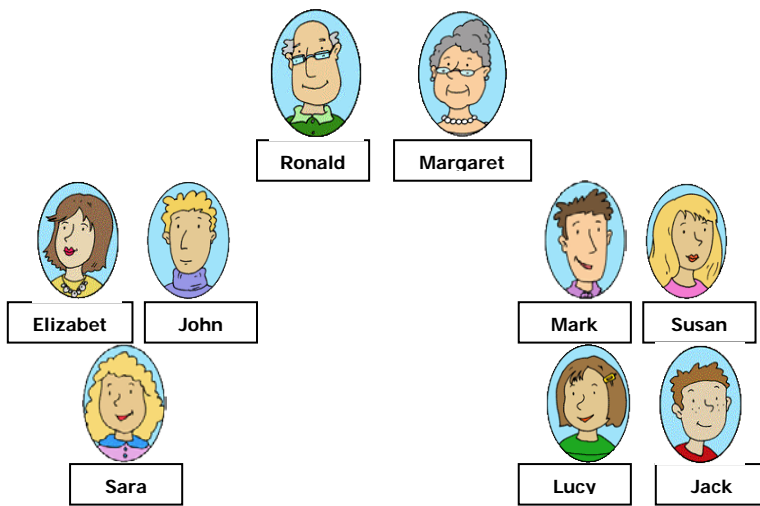 Ronald
Margaret
Elizabet
John
Mark
Susan
Sara
Lucy
Jack